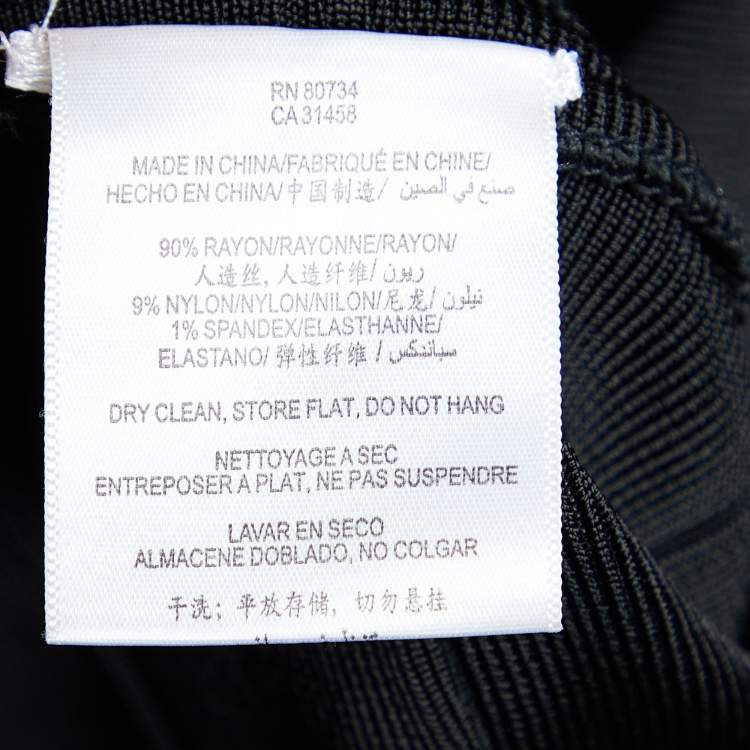 RN 80734
CA 31458
MADE IN CHINA/FABRIQUÉ EN CHINE/
HECHO EN CHINA/中国制造/ صنع في الصين
90% RAYON/RAYONNE/RAYON/
人造丝, 人造纤维/ ريون
9% NYLON/NYLON/NILON/尼龙/ نيلون
1% SPANDEX/ELASTHANNE/
ELASTANO/ 弹性纤维 / سباندكس
DRY CLEAN, STORE FLAT, DO NOT HANG
NETTOYAGE A SEC
ENTREPOSER A PLAT, NE PAS SUSPENDRE
LAVAR EN SECO
ALMACENE DOBLADO, NO COLGAR
干洗; 平放存储, 切勿悬挂